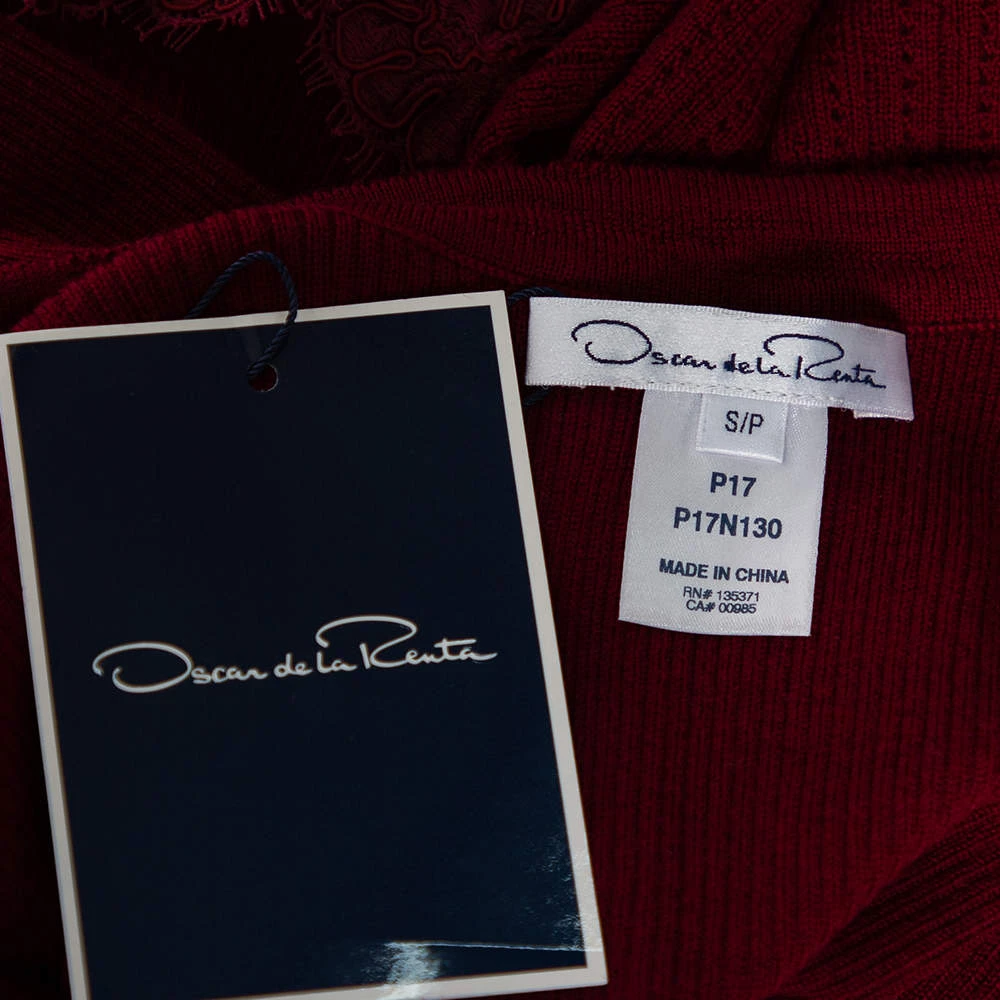 Oscar de la Renta
S/P
P17
P17N130
MADE IN CHINA
RN# 135371
CA# 00985
Oscar de la Renta